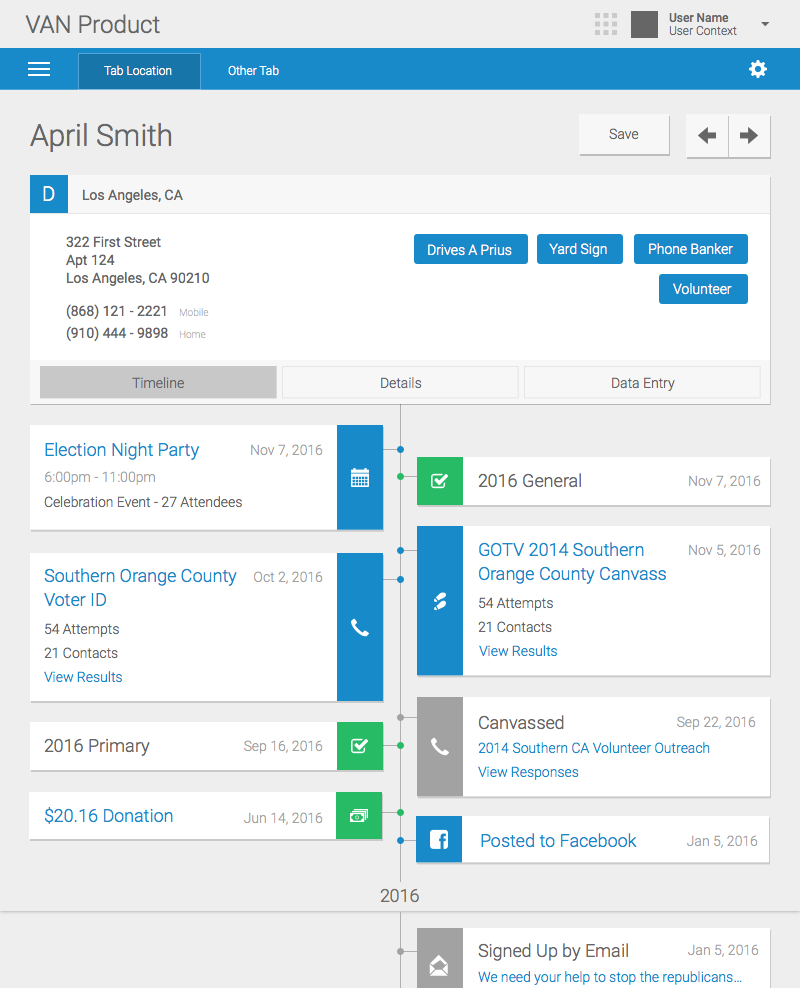 VAN Product
User Name
User Context
Tab Location
Other Tab
April Smith
Save
D
Los Angeles, CA
322 First Street
Apt 124
Los Angeles, CA 90210
(868) 121 - 2221 Mobile
(910) 444 - 9898 Home
Drives A Prius
Yard Sign
Phone Banker
Volunteer
Timeline
Details
Data Entry
Election Night Party
Nov 7, 2016
6:00pm - 11:00pm
Celebration Event - 27 Attendees
2016 General
Nov 7, 2016
GOTV 2014 Southern
Orange County Canvass
Nov 5, 2016
54 Attempts
21 Contacts
View Results
Southern Orange County
Voter ID
Oct 2, 2016
54 Attempts
21 Contacts
View Results
Canvassed
Sep 22, 2016
2014 Southern CA Volunteer Outreach
View Responses
2016 Primary
Sep 16, 2016
$20.16 Donation
Jun 14, 2016
Posted to Facebook
Jan 5, 2016
2016
Signed Up by Email
Jan 5, 2016
We need your help to stop the republicans...